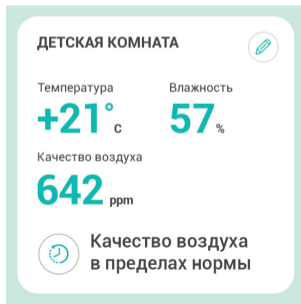 ДЕТСКАЯ КОМНАТА
Температура Влажность
+21° C 57 %
Качество воздуха
642 ppm
Качество воздуха
в пределах нормы